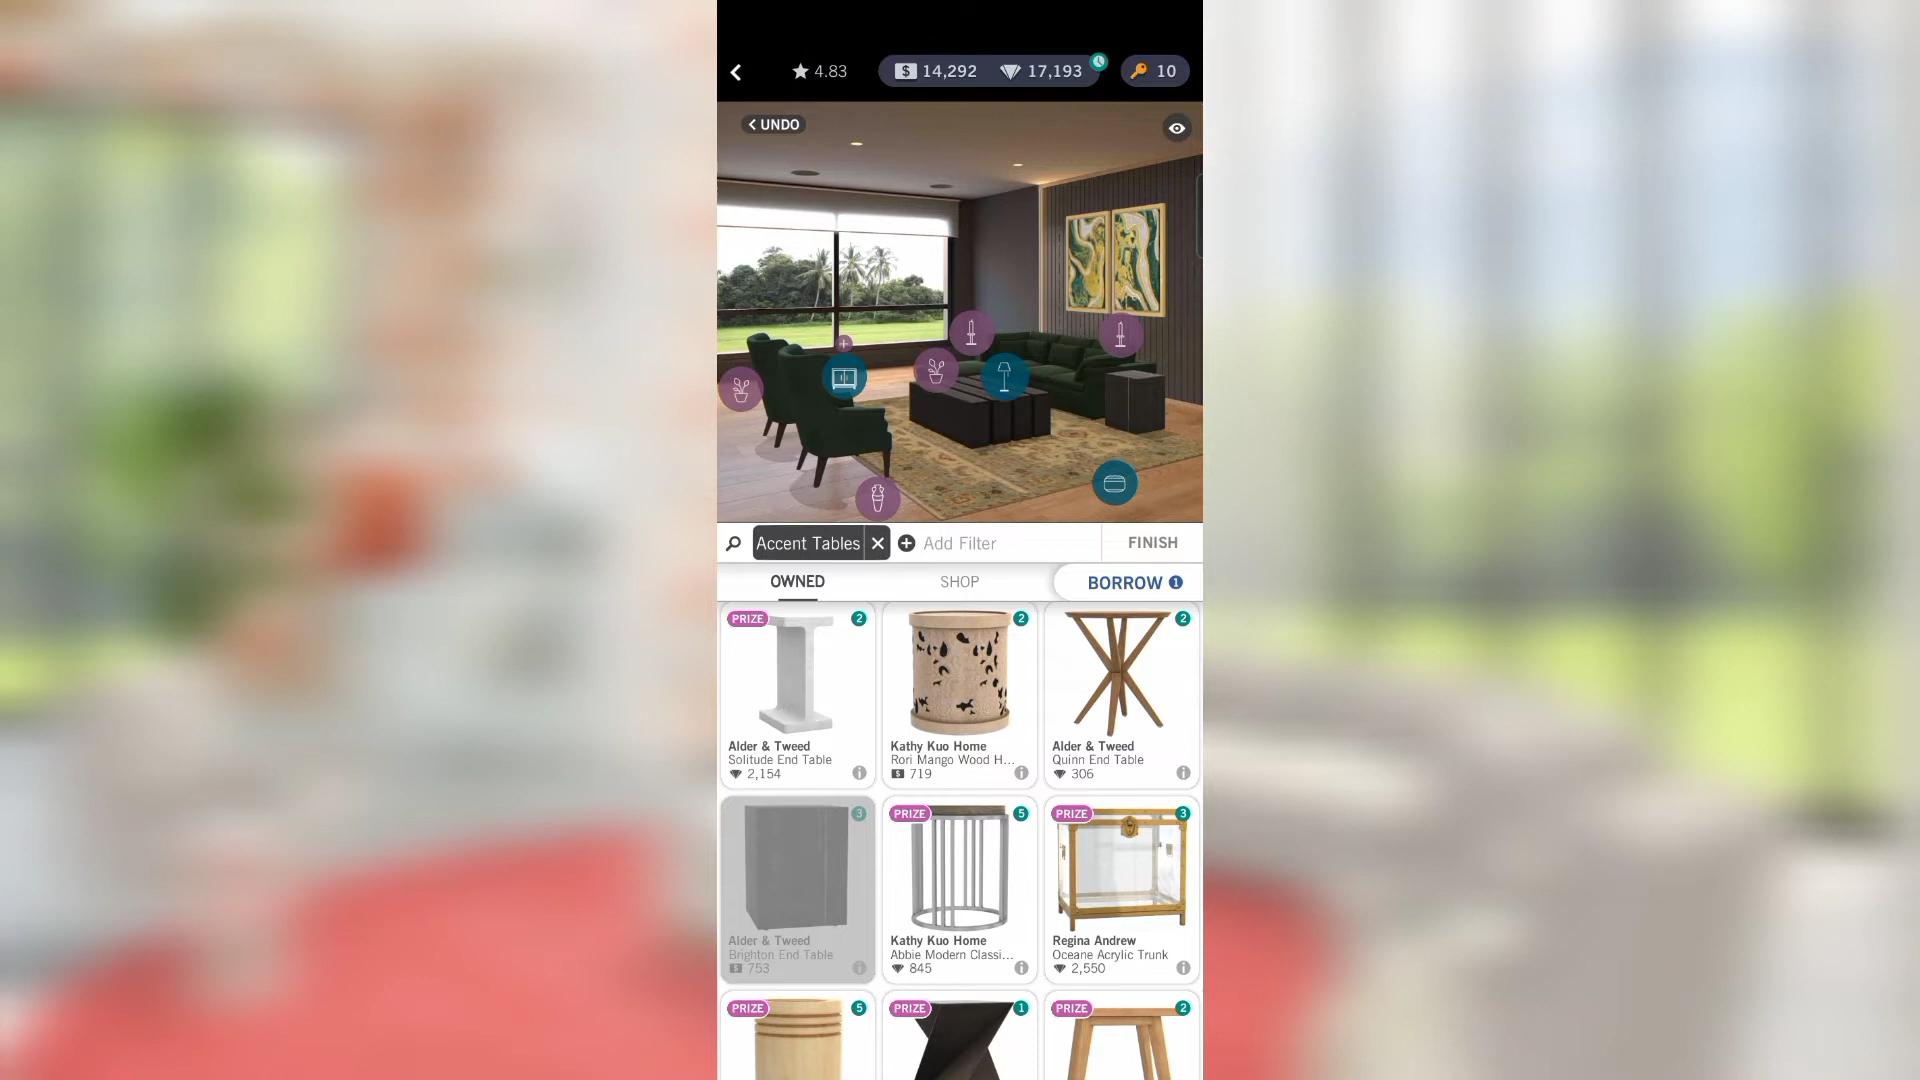 4.83
$ 14,292
17,193
10
UNDO
Accent Tables
Add Filter
FINISH
OWNED
SHOP
BORROW 1
PRIZE
2
Alder & Tweed
Solitude End Table
2,154
2
Kathy Kuo Home
Rori Mango Wood H...
$ 719
2
Alder & Tweed
Quinn End Table
306
3
Alder & Tweed
Brighton End Table
$ 753
PRIZE
5
Kathy Kuo Home
Abbie Modern Classi...
845
PRIZE
3
Regina Andrew
Oceane Acrylic Trunk
2,550
PRIZE
5
PRIZE
1
PRIZE
2